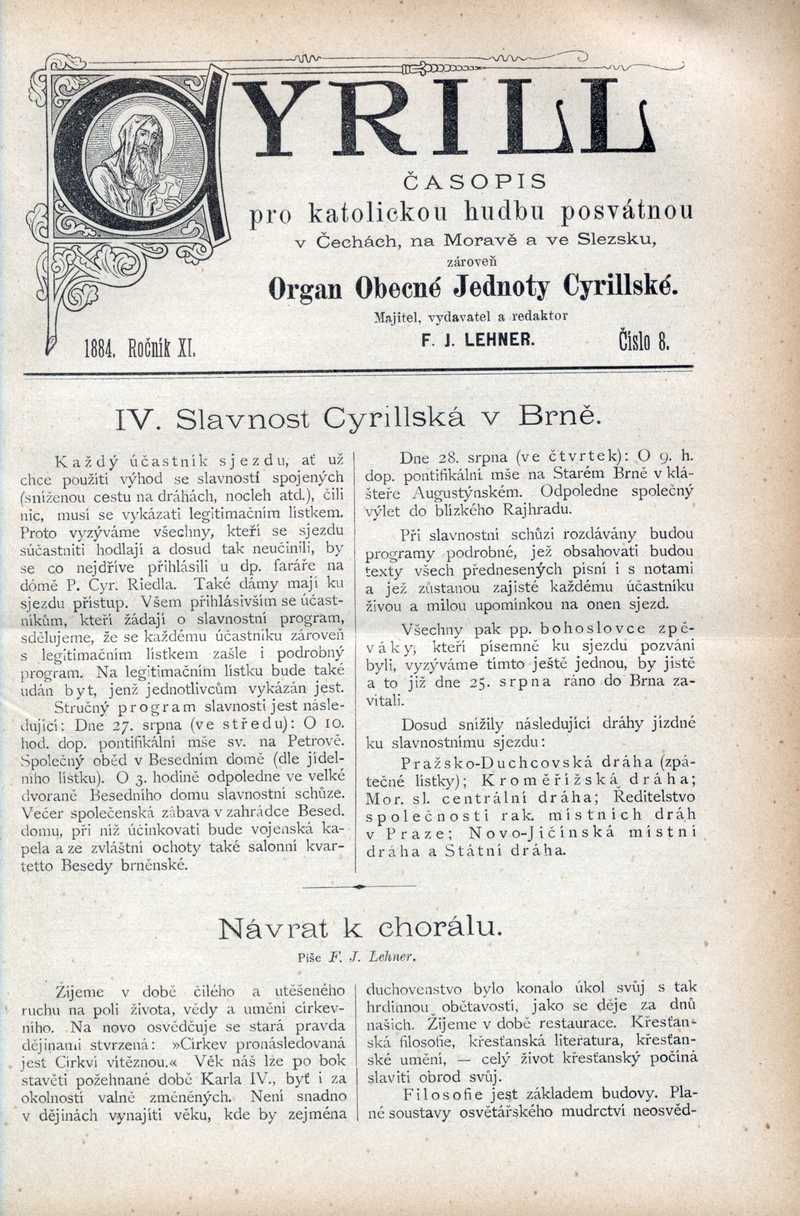 CYRILL
ČASOPIS
pro katolickou hudbu posvátnou
v Čechách, na Moravě a ve Slezsku,
zároveň
Organ Obecné Jednoty Cyrillské.
Majitel, vydavatel a redaktor
1884. Ročník XI.
F. J. LEHNER.
Číslo 8.
IV. Slavnost Cyrillská v Brně.
Každý účastník sjezdu, ať už
chce použíti výhod se slavností spojených
(sníženou cestu na dráhách, nocleh atd.), čili
nic, musí se vykázati legitimačním lístkem.
Proto vyzýváme všechny, kteří se sjezdu
súčastniti hodlají a dosud tak neučinili, by
se co nejdříve přihlásili u dp. faráře na
dómě P. Cyr. Riedla. Také dámy mají ku
sjezdu přístup. Všem přihlásivším se účast-
níkům, kteří žádají o slavnostní program,
sdělujeme, že se každému účastníku zároveň
s legitimačním lístkem zašle i podrobný
program. Na legitimačním lístku bude také
udán byt, jenž jednotlivcům vykázán jest.
Stručný program slavnosti jest násle-
dující: Dne 27. srpna (ve středu): O 10.
hod. dop. pontifikální mše sv. na Petrově.
Společný oběd v Besedním domě (dle jídel-
ního lístku). O 3. hodině odpoledne ve velké
dvoraně Besedního domu slavnostní schůze.
Večer společenská zábava v zahrádce Besed.
domu, při níž účinkovati bude vojenská ka-
pela a ze zvláštní ochoty také salonní kvar-
tetto Besedy brněnské.
Dne 28. srpna (ve čtvrtek): O 9. h.
dop. pontifikální mše na Starém Brně v klá-
šteře Augustýnském. Odpoledne společný
výlet do blízkého Rajhradu.
Při slavnostní schůzi rozdávány budou
programy podrobné, jež obsahovati budou
texty všech přednesených písní i s notami
a jež zůstanou zajisté každému účastníku
živou a milou upomínkou na onen sjezd.
Všechny pak pp. bohoslovce zpě-
váky, kteří písemně ku sjezdu pozváni
byli, vyzýváme tímto ještě jednou, by jistě
a to již dne 25. srpna ráno do Brna za-
vítali.
Dosud snížily následující dráhy jízdné
ku slavnostnímu sjezdu:
Pražsko-Duchcovská dráha (zpá-
tečné lístky); Kroměřížská dráha;
Mor. sl. centrální dráha; Ředitelstvo
společnosti rak. místních drah
v Praze; Novo-Jičínská místní
dráha a Státní dráha.
Návrat k chorálu.
Píše F. J. Lehner.
Žijeme v době čilého a utěšeného
ruchu na poli života, vědy a umění církev-
ního. Na novo osvědčuje se stará pravda
dějinami stvrzená: »Církev pronásledovaná
jest Církví vítěznou.« Věk náš lze po bok
stavěti požehnané době Karla IV., byť i za
okolností valně změněných. Není snadno
v dějinách vynajíti věku, kde by zejména
duchovenstvo bylo konalo úkol svůj s tak
hrdinnou obětavostí, jako se děje za dnů
našich. Žijeme v době restaurace. Křesťan-
ská filosofie, křesťanská literatura, křesťan-
ské umění, — celý život křesťanský počíná
slaviti obrod svůj.
Filosofie jest základem budovy. Pla-
né soustavy osvětářského mudrctví neosvěd-